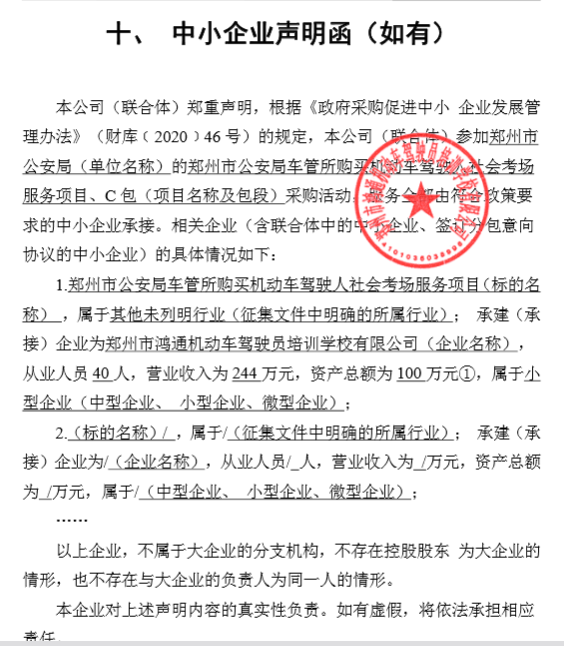 十、 中小企业声明函（如有）
本公司（联合体）郑重声明，根据《政府采购促进中小 企业发展管
理办法》（财库﹝2020﹞46 号）的规定，本公司（联合体）参加郑州市
公安局（单位名称）的郑州市公安局车管所购买机动车驾驶人社会考场
服务项目、C 包（项目名称及包段）采购活动，服务全部由符合政策要
求的中小企业承接。相关企业（含联合体中的中小企业、签订分包意向
协议的中小企业）的具体情况如下：
1.郑州市公安局车管所购买机动车驾驶人社会考场服务项目(标的名
称），属于其他未列明行业（征集文件中明确的所属行业）； 承建（承
接）企业为郑州市鸿通机动车驾驶员培训学校有限公司（企业名称），
从业人员 40 人，营业收入为 244 万元，资产总额为 100 万元①，属于小
型企业（中型企业、 小型企业、微型企业）；
2.（标的名称）/ ，属于/（征集文件中明确的所属行业）； 承建（承
接）企业为/（企业名称），从业人员/ 人，营业收入为 /万元，资产总额
为 /万元，属于/（中型企业、 小型企业、微型企业）；
……
以上企业，不属于大企业的分支机构，不存在控股股东 为大企业的
情形，也不存在与大企业的负责人为同一人的情形。
本企业对上述声明内容的真实性负责。如有虚假，将依法承担相应
责任。